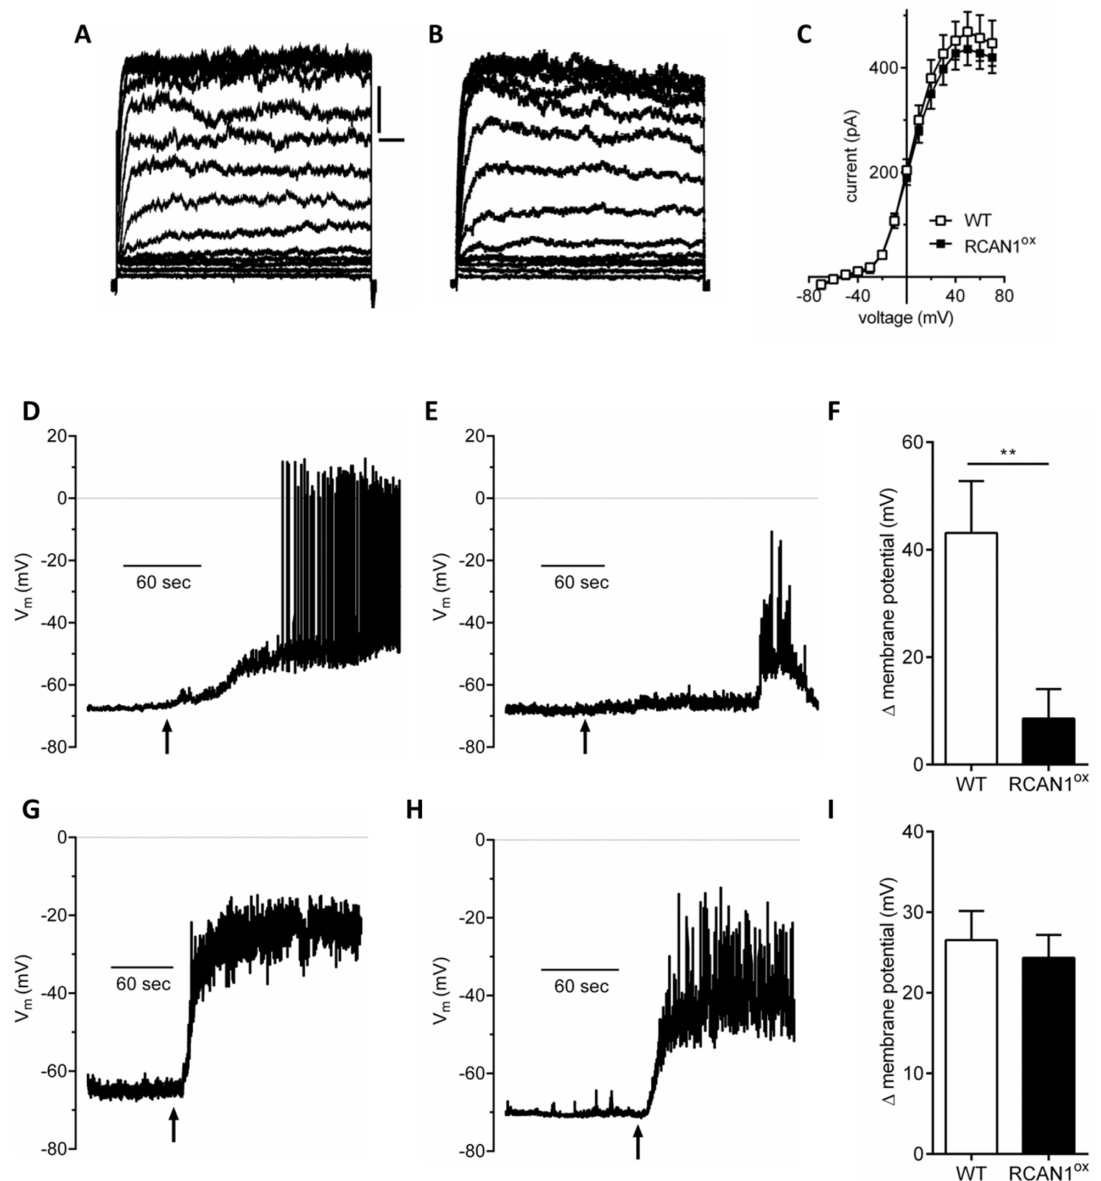 A
B
C
400
200
current (pA)
WT
RCAN1ox
-80
-40
0
40
80
voltage (mV)
D
20
0
-20
-40
-60
-80
Vm (mV)
60 sec
E
20
0
-20
-40
-60
-80
Vm (mV)
60 sec
F
60
40
20
0
Δ membrane potential (mV)
**
WT
RCAN1ox
G
0
-20
-40
-60
-80
Vm (mV)
60 sec
H
0
-20
-40
-60
-80
Vm (mV)
60 sec
I
40
30
20
10
0
Δ membrane potential (mV)
WT
RCAN1ox